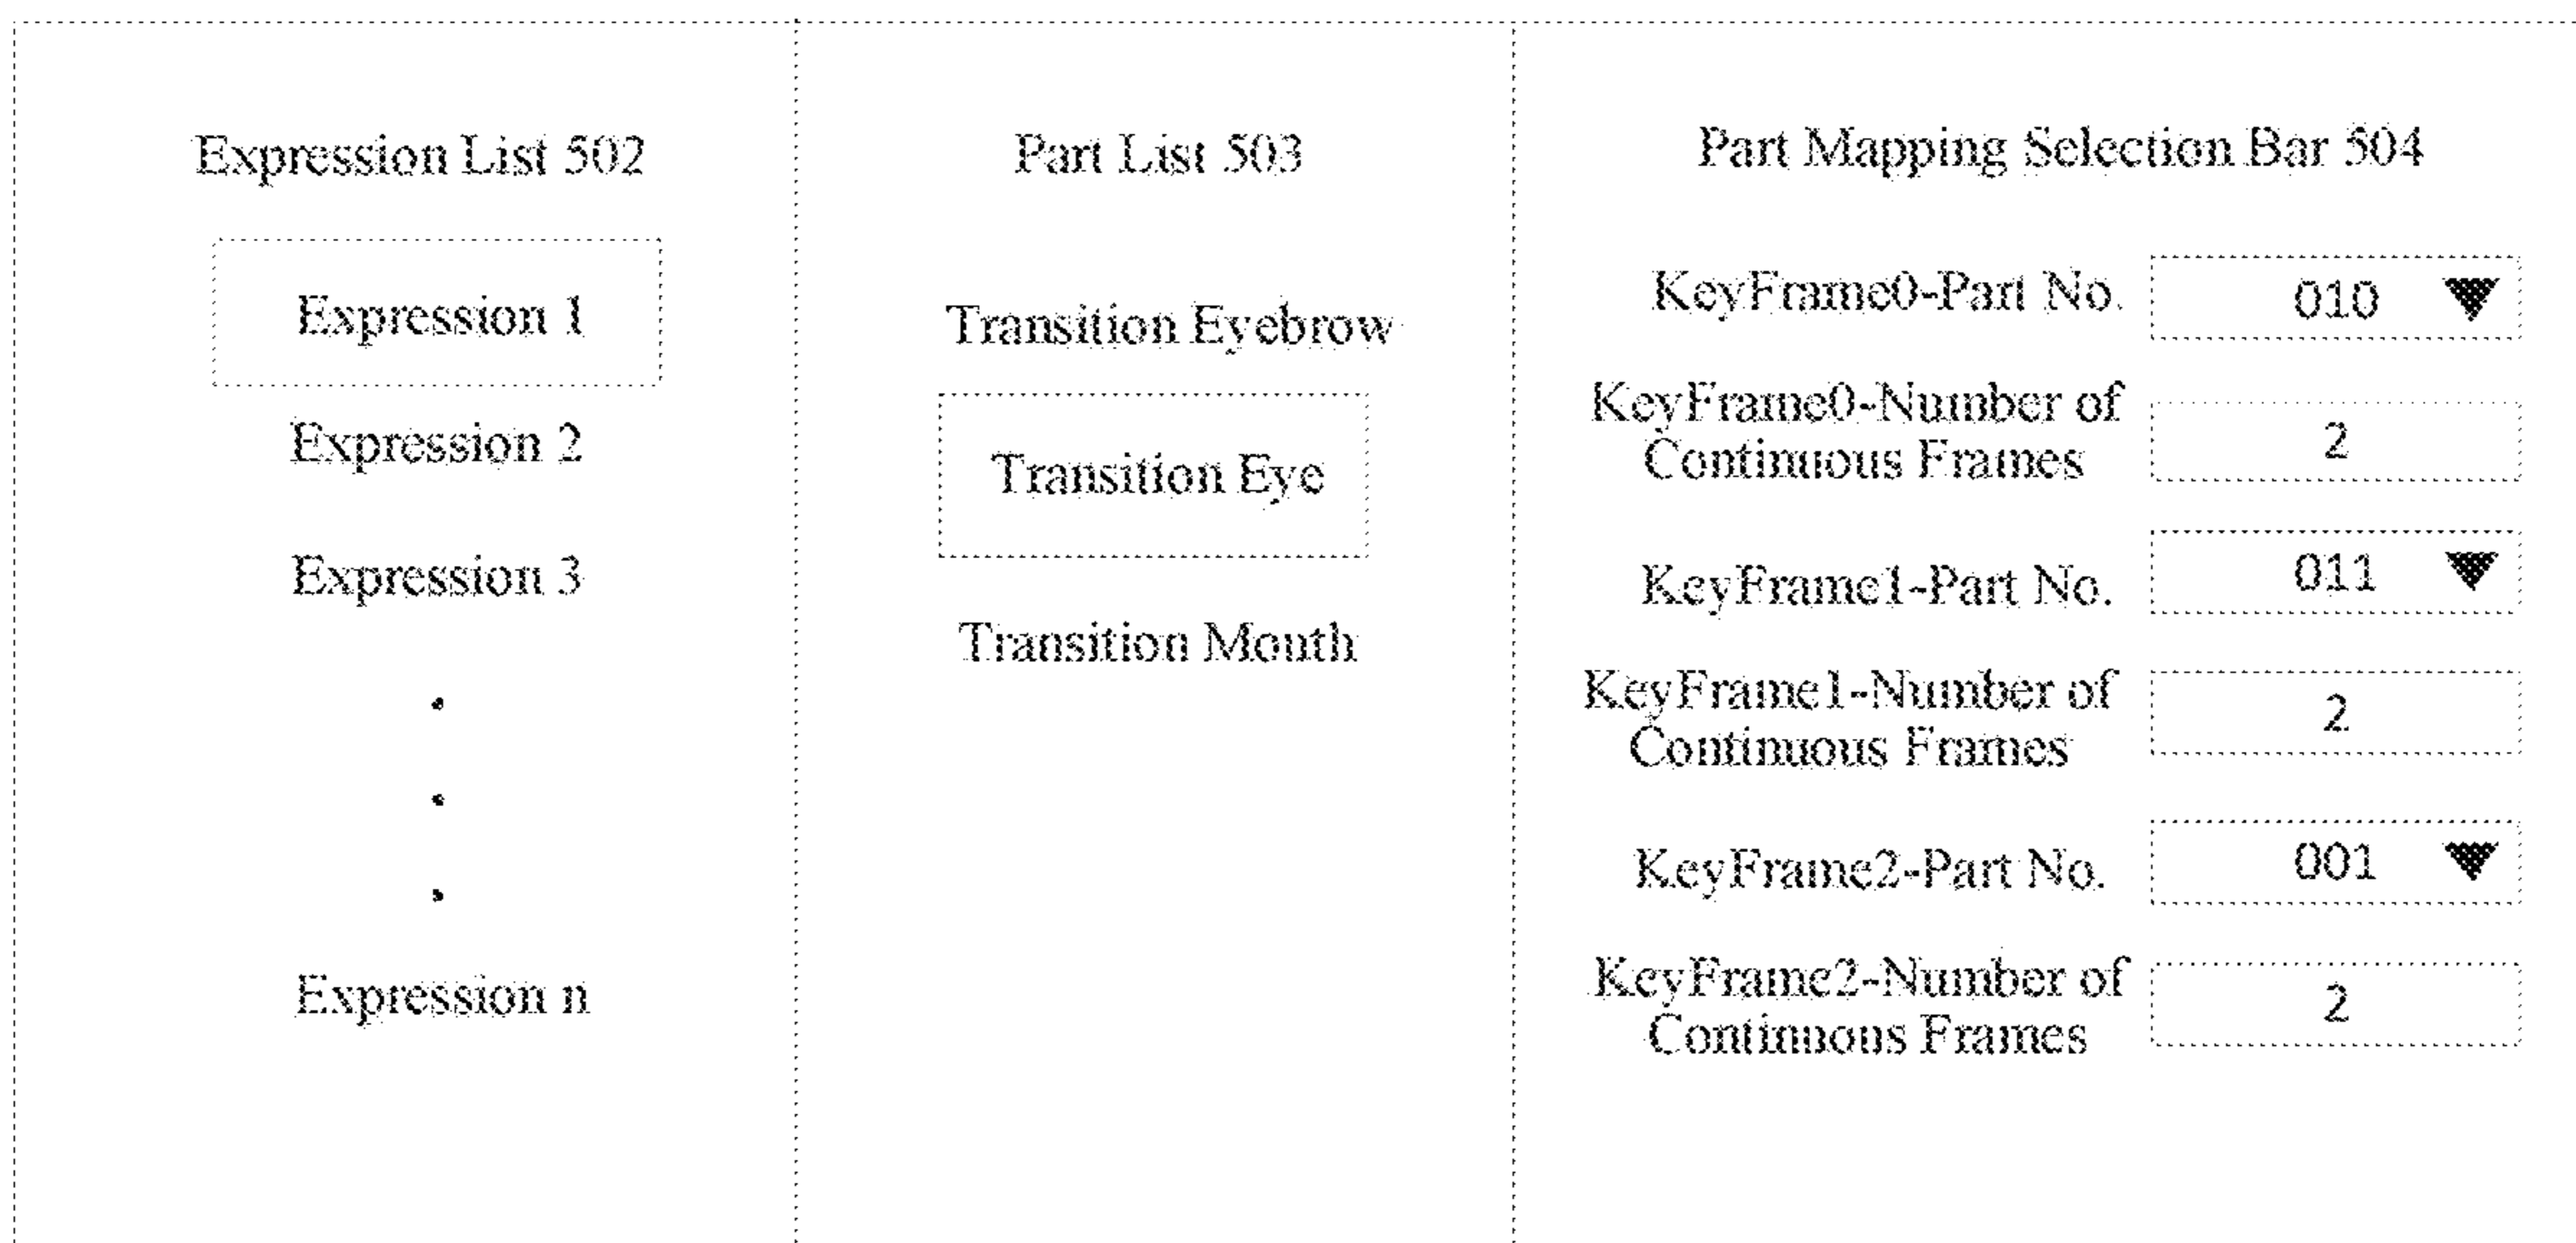 Expression List 502
Expression 1
Expression 2
Expression 3
Expression n
Part List 503
Transition Eyebrow
Transition Eye
Transition Mouth
Part Mapping Selection Bar 504
KeyFrame0-Part No. 010
KeyFrame0-Number of
Continuous Frames 2
KeyFrame1-Part No. 011
KeyFrame1-Number of
Continuous Frames 2
KeyFrame2-Part No. 001
KeyFrame2-Number of
Continuous Frames 2